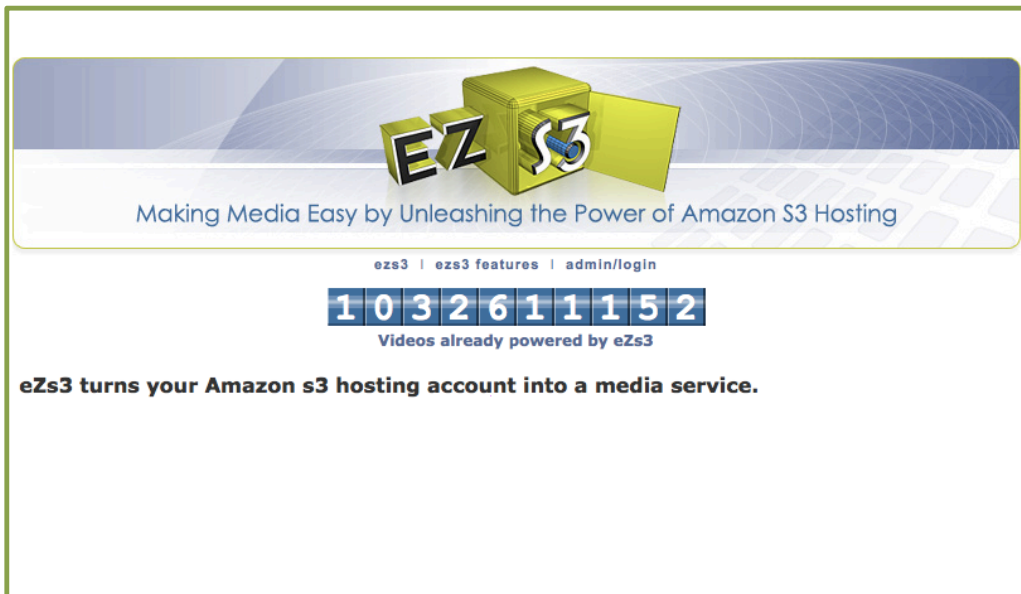 EZ S3
Making Media Easy by Unleashing the Power of Amazon S3 Hosting
ezs3 | ezs3 features | admin/login
1032611152
Videos already powered by eZs3
eZs3 turns your Amazon s3 hosting account into a media service.